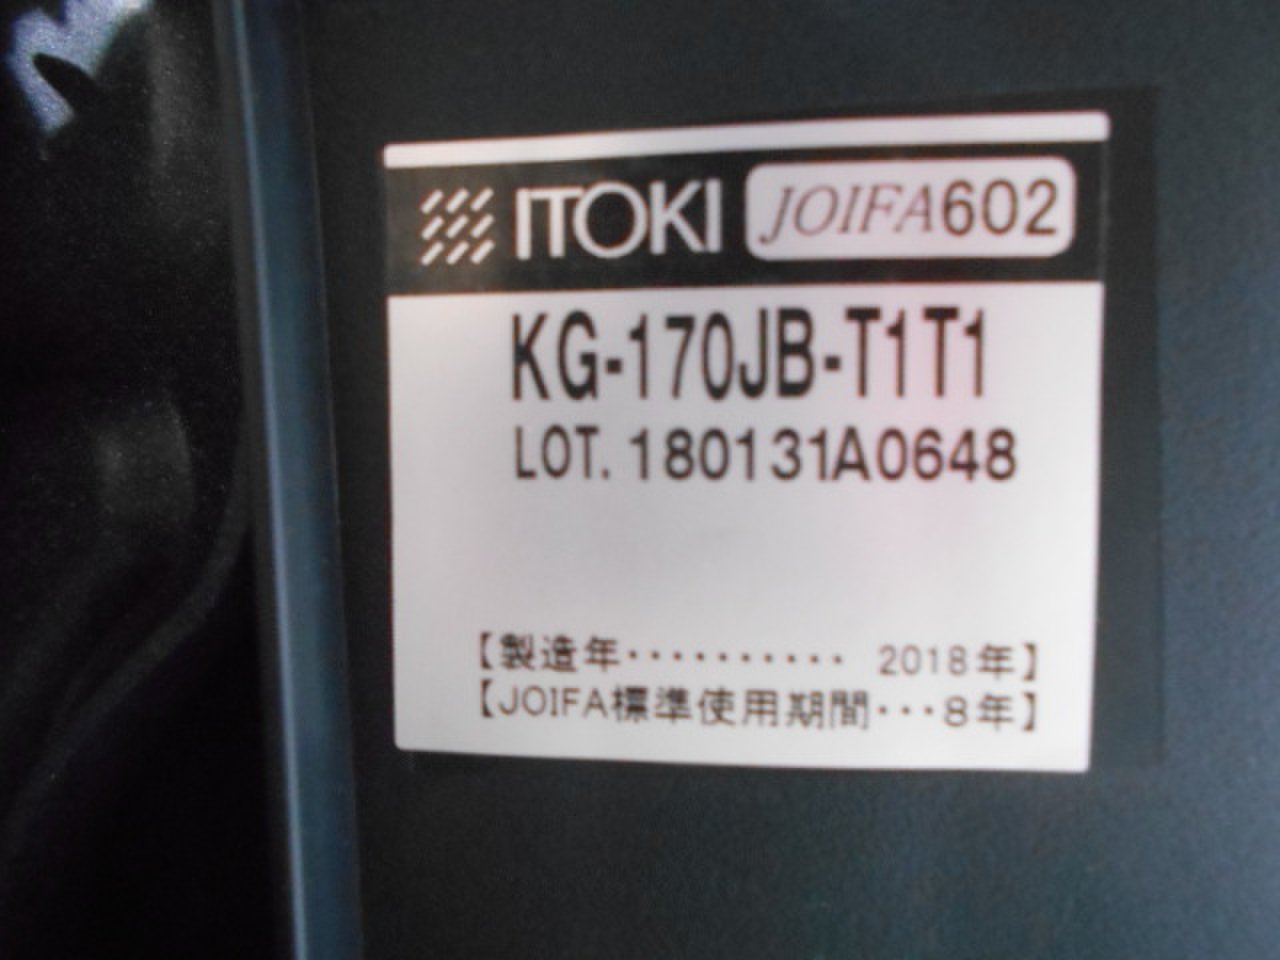 ITOKI JOIFA602
KG-170JB-T1T1
LOT. 180131A0648
【製造年・・・・・・・・・・ 2018年】
【JOIFA標準使用期間・・・8年】